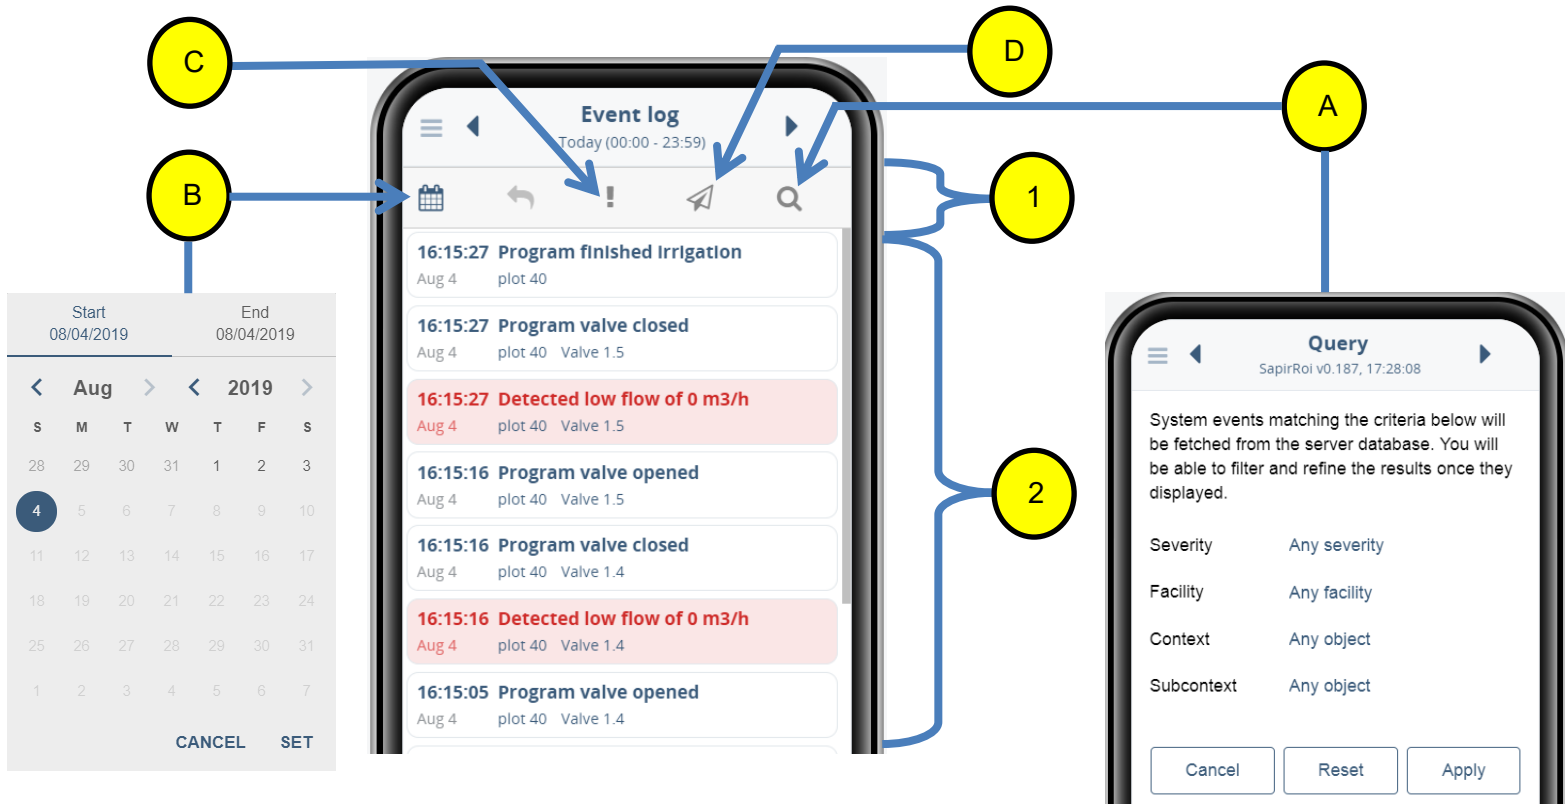 C
D
A
B
1
2
Event log
Today (00:00 - 23:59)
!
16:15:27 Program finished irrigation
Aug 4 plot 40
16:15:27 Program valve closed
Aug 4 plot 40 Valve 1.5
16:15:27 Detected low flow of 0 m3/h
Aug 4 plot 40 Valve 1.5
16:15:16 Program valve opened
Aug 4 plot 40 Valve 1.5
16:15:16 Program valve closed
Aug 4 plot 40 Valve 1.4
16:15:16 Detected low flow of 0 m3/h
Aug 4 plot 40 Valve 1.4
16:15:05 Program valve opened
Aug 4 plot 40 Valve 1.4
Start End
08/04/2019 08/04/2019
Aug 2019
S M T W T F S
28 29 30 31 1 2 3
4 5 6 7 8 9 10
11 12 13 14 15 16 17
18 19 20 21 22 23 24
25 26 27 28 29 30 31
1 2 3 4 5 6 7
CANCEL SET
Query
SapirRoi v0.187, 17:28:08
System events matching the criteria below will
be fetched from the server database. You will
be able to filter and refine the results once they
displayed.
Severity Any severity
Facility Any facility
Context Any object
Subcontext Any object
Cancel Reset Apply